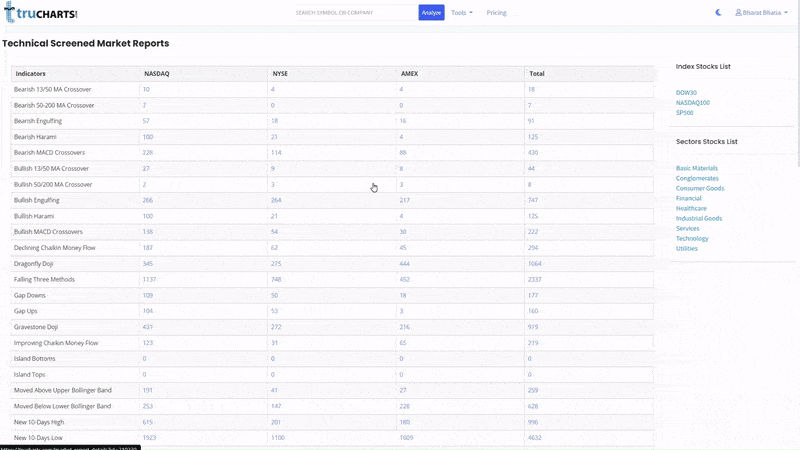 truCHARTS
SEARCH SYMBOL OR COMPANY Analyze Tools Pricing Bharat Bhatia
Technical Screened Market Reports
Indicators NASDAQ NYSE AMEX Total
Bearish 13/50 MA Crossover 10 4 4 18
Bearish 50-200 MA Crossover 7 0 0 7
Bearish Engulfing 57 18 16 91
Bearish Harami 100 21 4 125
Bearish MACD Crossovers 228 114 88 430
Bullish 13/50 MA Crossover 27 9 8 44
Bullish 50/200 MA Crossover 2 3 3 8
Bullish Engulfing 266 264 217 747
Bullish Harami 100 21 4 125
Bullish MACD Crossovers 138 54 30 222
Declining Chaikin Money Flow 187 62 45 294
Dragonfly Doji 345 275 444 1064
Falling Three Methods 1137 748 452 2337
Gap Downs 109 50 18 177
Gap Ups 104 53 3 160
Gravestone Doji 431 272 216 919
Improving Chaikin Money Flow 123 31 65 219
Island Bottoms 0 0 0 0
Island Tops 0 0 0 0
Moved Above Upper Bollinger Band 191 41 27 259
Moved Below Lower Bollinger Band 253 147 228 628
New 10-Days High 615 201 180 996
New 10-Days Low 1923 1100 1609 4632
Index Stocks List
DOW30
NASDAQ100
SP500
Sectors Stocks List
Basic Materials
Conglomerates
Consumer Goods
Financial
Healthcare
Industrial Goods
Services
Technology
Utilities